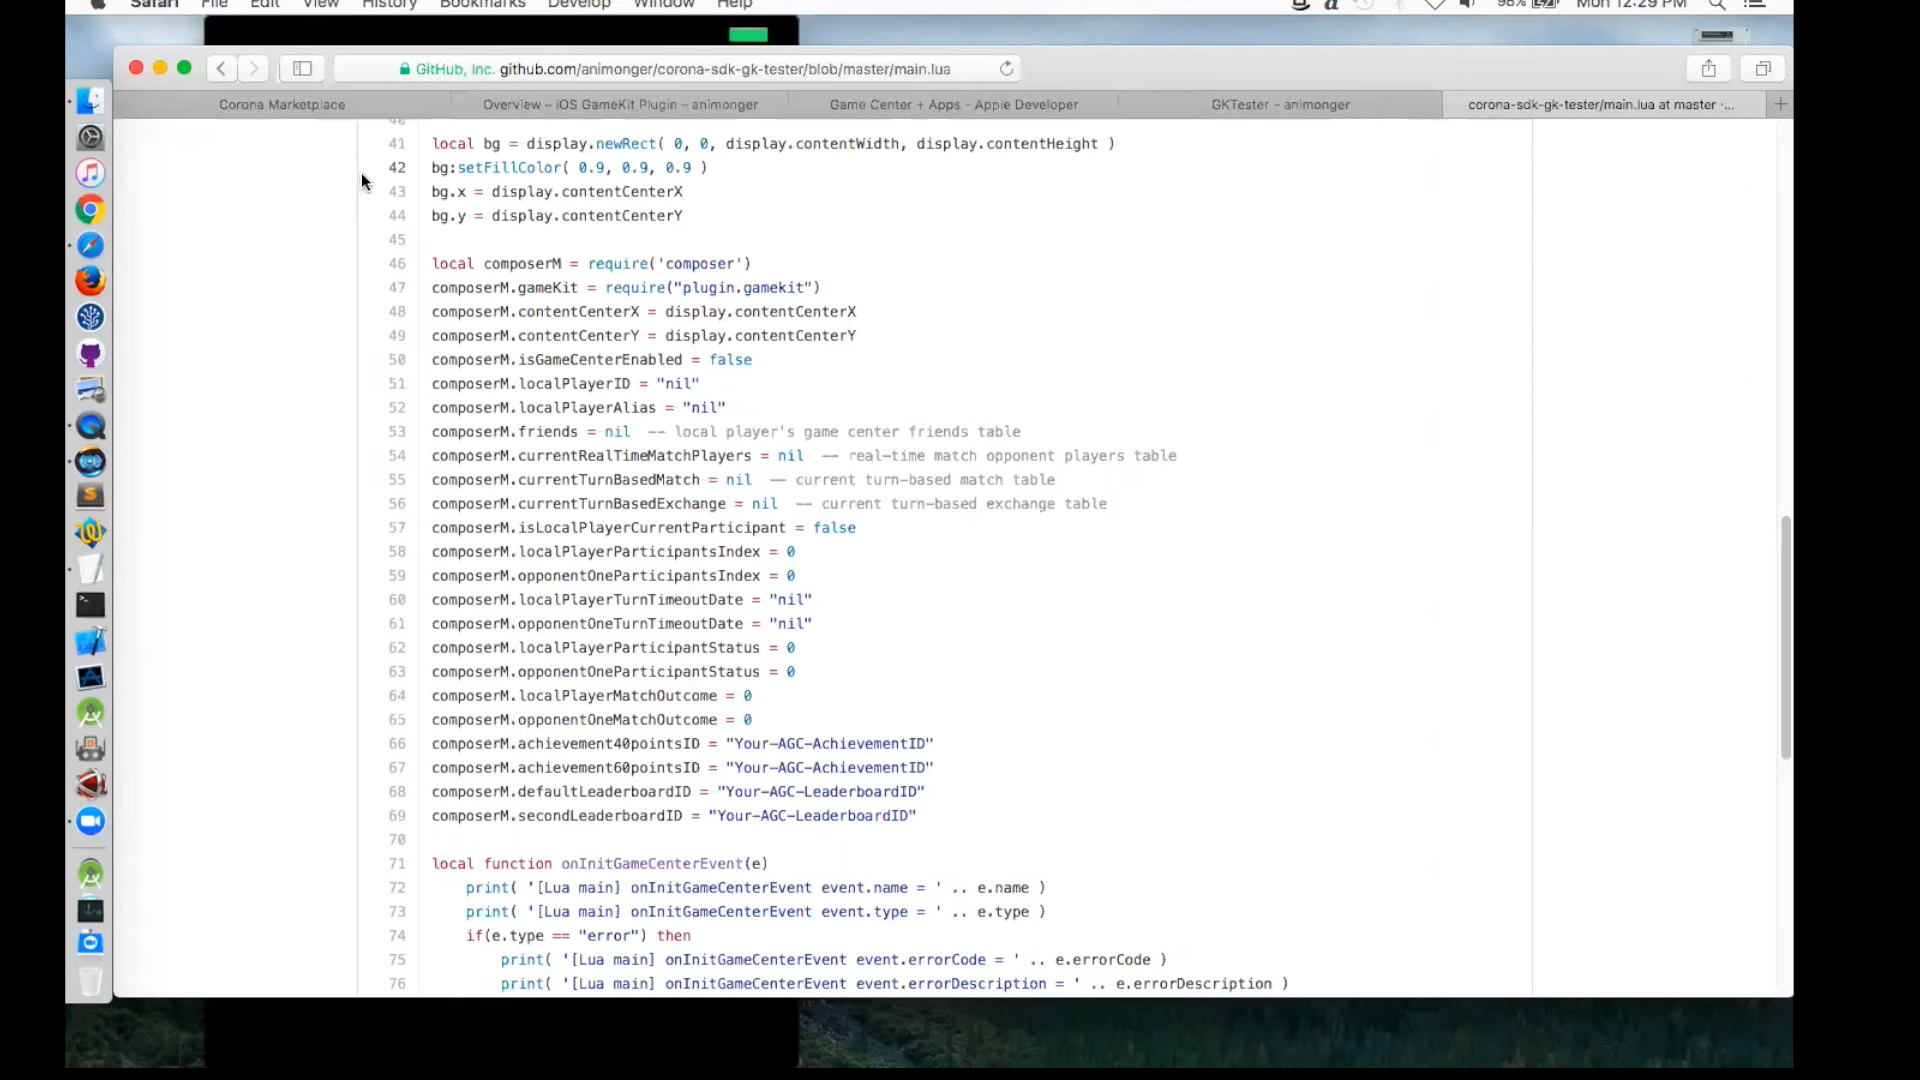 Safari File Edit View History Bookmarks Develop Window Help 98% Mon 12:29 PM
GitHub, Inc. github.com/animonger/corona-sdk-gk-tester/blob/master/main.lua
Corona Marketplace Overview – iOS GameKit Plugin – animonger Game Center + Apps - Apple Developer GKTester – animonger corona-sdk-gk-tester/main.lua at master ·...
40
41 local bg = display.newRect( 0, 0, display.contentWidth, display.contentHeight )
42 bg:setFillColor( 0.9, 0.9, 0.9 )
43 bg.x = display.contentCenterX
44 bg.y = display.contentCenterY
45
46 local composerM = require('composer')
47 composerM.gameKit = require("plugin.gamekit")
48 composerM.contentCenterX = display.contentCenterX
49 composerM.contentCenterY = display.contentCenterY
50 composerM.isGameCenterEnabled = false
51 composerM.localPlayerID = "nil"
52 composerM.localPlayerAlias = "nil"
53 composerM.friends = nil -- local player's game center friends table
54 composerM.currentRealTimeMatchPlayers = nil -- real-time match opponent players table
55 composerM.currentTurnBasedMatch = nil -- current turn-based match table
56 composerM.currentTurnBasedExchange = nil -- current turn-based exchange table
57 composerM.isLocalPlayerCurrentParticipant = false
58 composerM.localPlayerParticipantsIndex = 0
59 composerM.opponentOneParticipantsIndex = 0
60 composerM.localPlayerTurnTimeoutDate = "nil"
61 composerM.opponentOneTurnTimeoutDate = "nil"
62 composerM.localPlayerParticipantStatus = 0
63 composerM.opponentOneParticipantStatus = 0
64 composerM.localPlayerMatchOutcome = 0
65 composerM.opponentOneMatchOutcome = 0
66 composerM.achievement40pointsID = "Your-AGC-AchievementID"
67 composerM.achievement60pointsID = "Your-AGC-AchievementID"
68 composerM.defaultLeaderboardID = "Your-AGC-LeaderboardID"
69 composerM.secondLeaderboardID = "Your-AGC-LeaderboardID"
70
71 local function onInitGameCenterEvent(e)
72 print( '[Lua main] onInitGameCenterEvent event.name = ' .. e.name )
73 print( '[Lua main] onInitGameCenterEvent event.type = ' .. e.type )
74 if(e.type == "error") then
75 print( '[Lua main] onInitGameCenterEvent event.errorCode = ' .. e.errorCode )
76 print( '[Lua main] onInitGameCenterEvent event.errorDescription = ' .. e.errorDescription )